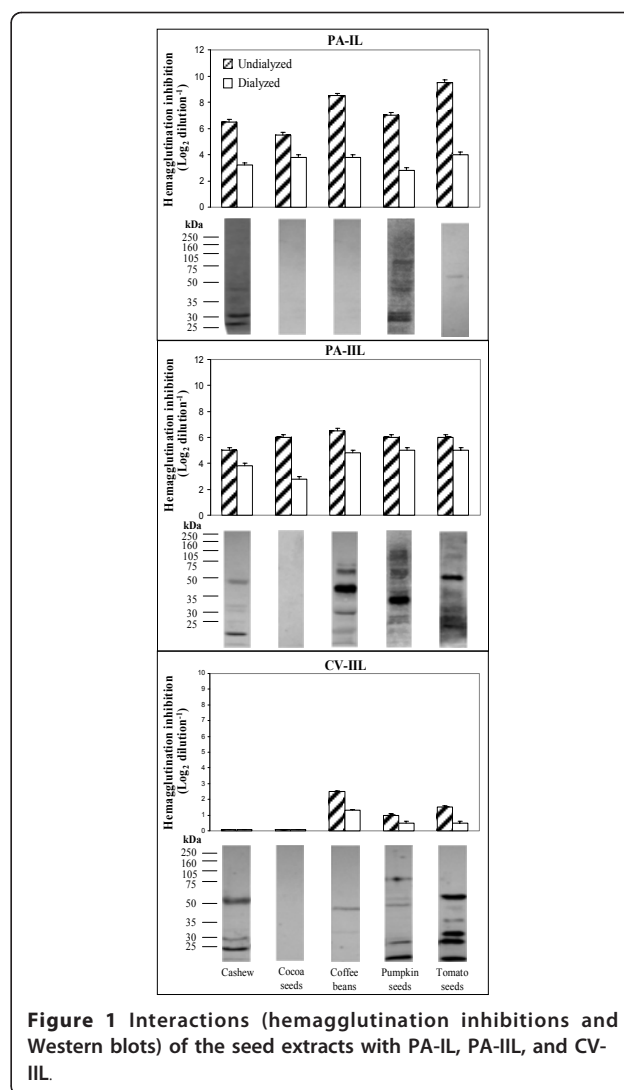 PA-IL
Hemagglutination inhibition
(Log₂ dilution⁻¹)
12
10
8
6
4
2
0
Undialyzed
Dialyzed
kDa
250
160
105
75
50
35
30
25
PA-IIL
Hemagglutination inhibition
(Log₂ dilution⁻¹)
12
10
8
6
4
2
0
kDa
250
160
105
75
50
35
30
25
CV-IIL
Hemagglutination inhibition
(Log₂ dilution⁻¹)
10
9
8
7
6
5
4
3
2
1
0
kDa
250
160
105
75
50
35
30
25
Cashew
Cocoa seeds
Coffee beans
Pumpkin seeds
Tomato seeds
Figure 1 Interactions (hemagglutination inhibitions and
Western blots) of the seed extracts with PA-IL, PA-IIL, and CV-
IIL.